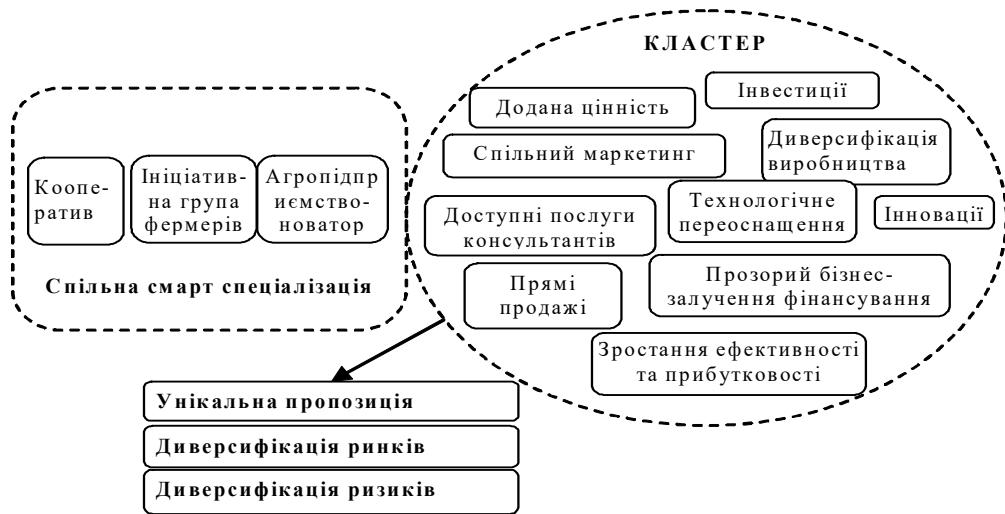 КЛАСТЕР
Додана цінність
Інвестиції
Спільний маркетинг
Диверсифікація
виробництва
Доступні послуги
консультантів
Технологічне
переоснащення
Інновації
Прямі
продажі
Прозорий бізнес-
залучення фінансування
Зростання ефективності
та прибутковості
Коопе-
ратив
Ініціатив-
на група
фермерів
Агропідпр
иємство-
новатор
Спільна смарт спеціалізація
Унікальна пропозиція
Диверсифікація ринків
Диверсифікація ризиків